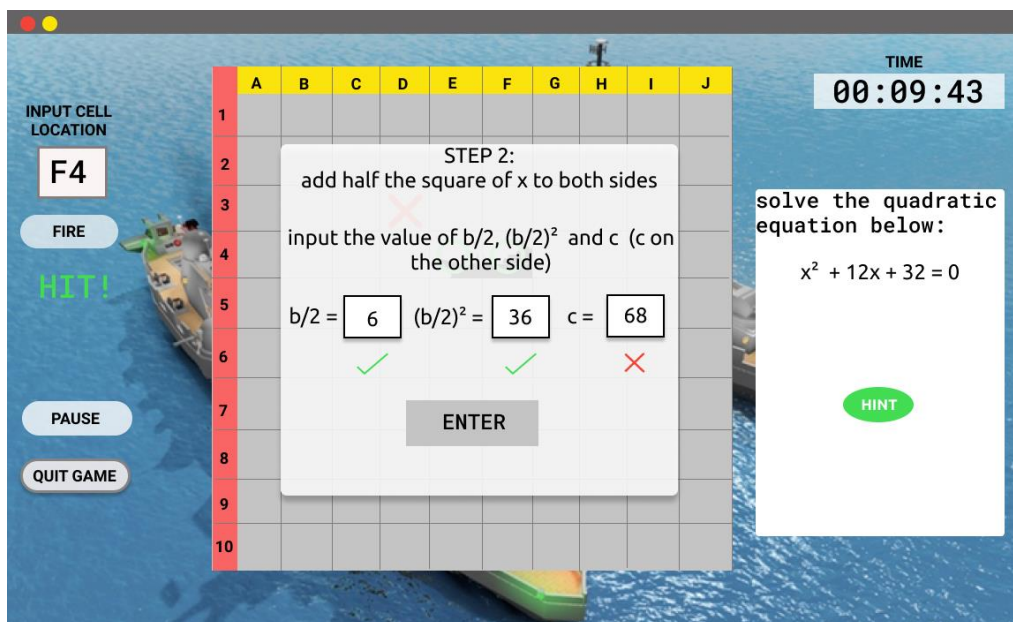 TIME
00:09:43
A B C D E F G H I J
1
2
3
4
5
6
7
8
9
10
INPUT CELL
LOCATION
F4
FIRE
HIT!
PAUSE
QUIT GAME
STEP 2:
add half the square of x to both sides
input the value of b/2, (b/2)² and c (c on
the other side)
b/2 = 6 (b/2)² = 36 c = 68
ENTER
solve the quadratic
equation below:
x² + 12x + 32 = 0
HINT